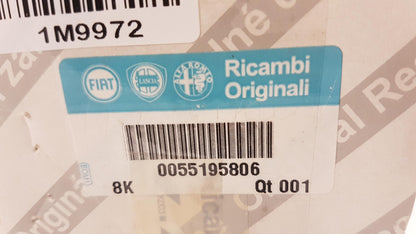 1M9972
FIAT
LANCIA
ALFA ROMEO
Ricambi
Originali
0055195806
8K
Qt 001